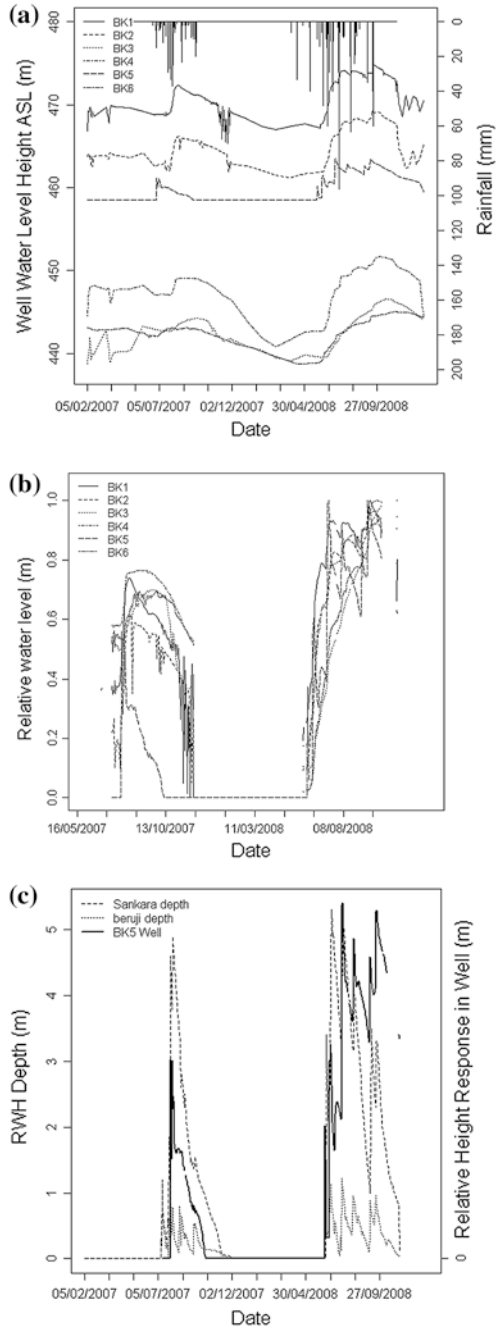 (a)
480
470
460
450
440
Well Water Level Height ASL (m)
BK1
BK2
BK3
BK4
BK5
BK6
0
20
40
60
80
100
120
140
160
180
200
Rainfall (mm)
05/02/2007 05/07/2007 02/12/2007 30/04/2008 27/09/2008
Date
(b)
1.0
0.8
0.6
0.4
0.2
0.0
Relative water level (m)
BK1
BK2
BK3
BK4
BK5
BK6
16/05/2007 13/10/2007 11/03/2008 08/08/2008
Date
(c)
5
4
3
2
1
0
RWH Depth (m)
Sankara depth
beruji depth
BK5 Well
0
Relative Height Response in Well (m)
05/02/2007 05/07/2007 02/12/2007 30/04/2008 27/09/2008
Date